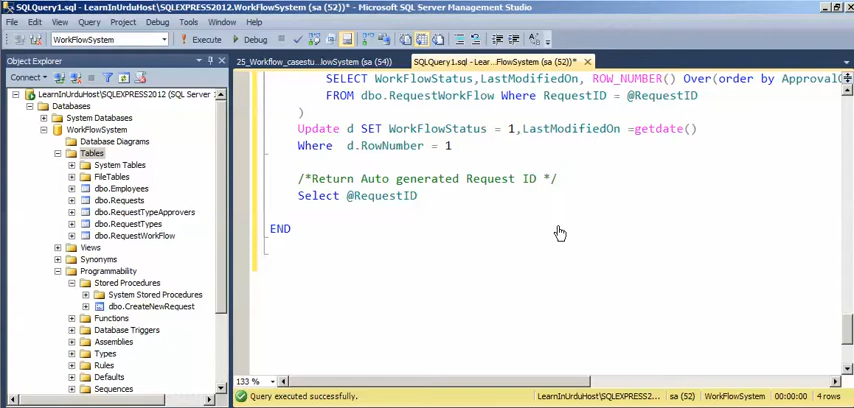 SQLQuery1.sql - LearnInUrduHost\SQLEXPRESS2012.WorkFlowSystem (sa (52))* - Microsoft SQL Server Management Studio
File Edit View Query Project Debug Tools Window Help
WorkFlowSystem Execute Debug
Object Explorer
Connect
LearnInUrduHost\SQLEXPRESS2012 (SQL Server
Databases
System Databases
WorkFlowSystem
Database Diagrams
Tables
System Tables
FileTables
dbo.Employees
dbo.Requests
dbo.RequestTypeApprovers
dbo.RequestTypes
dbo.RequestWorkFlow
Views
Synonyms
Programmability
Stored Procedures
System Stored Procedures
dbo.CreateNewRequest
Functions
Database Triggers
Assemblies
Types
Rules
Defaults
Sequences
25_Workflow_casestu...lowSystem (sa (54)) SQLQuery1.sql - Lear...FlowSystem (sa (52))*
SELECT WorkFlowStatus,LastModifiedOn, ROW_NUMBER() Over(order by ApprovalO
FROM dbo.RequestWorkFlow Where RequestID = @RequestID
)
Update d SET WorkFlowStatus = 1,LastModifiedOn =getdate()
Where d.RowNumber = 1
/*Return Auto generated Request ID */
Select @RequestID
END
133 %
Query executed successfully. LearnInUrduHost\SQLEXPRESS2... sa (52) WorkFlowSystem 00:00:00 4 rows